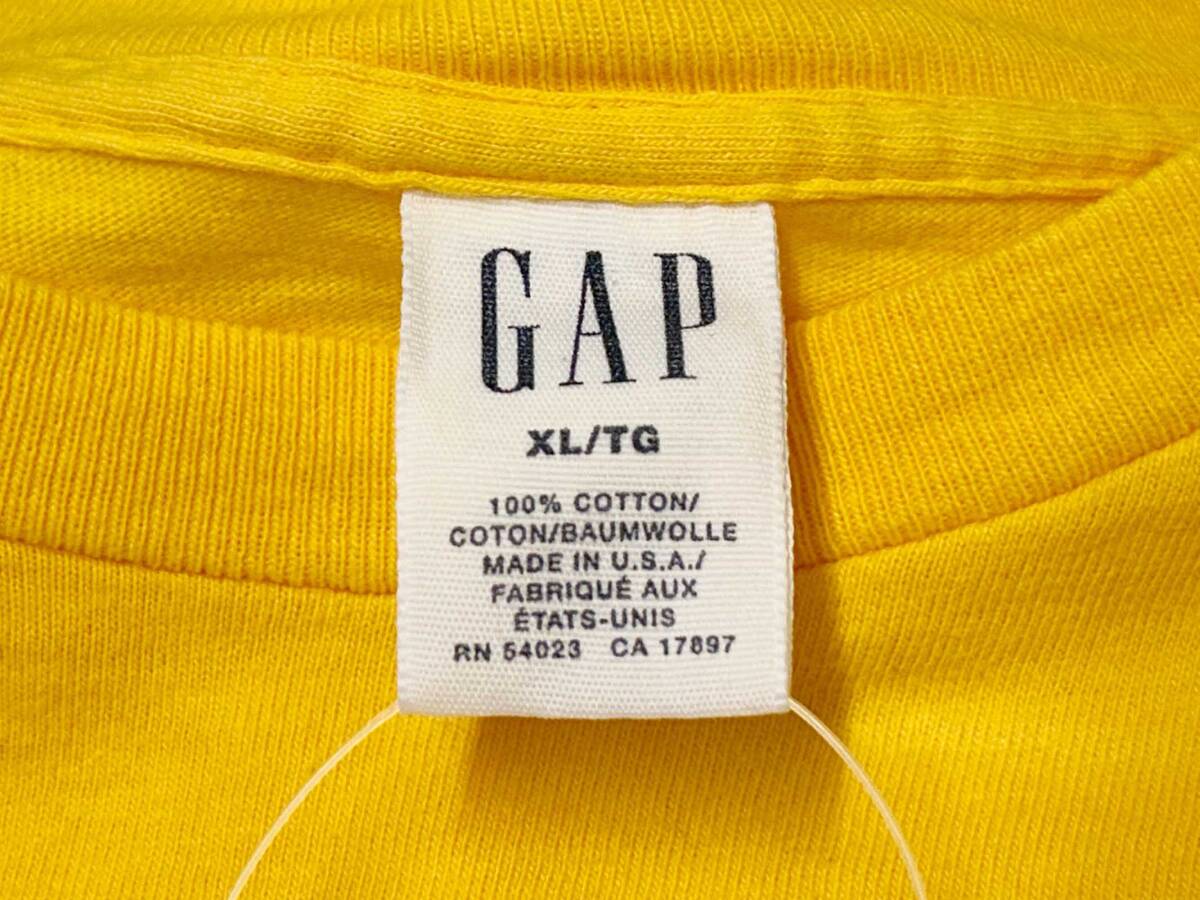 GAP
XL/TG
100% COTTON/
COTON/BAUMWOLLE
MADE IN U.S.A./
FABRIQUÉ AUX
ÉTATS-UNIS
RN 54023 CA 17897